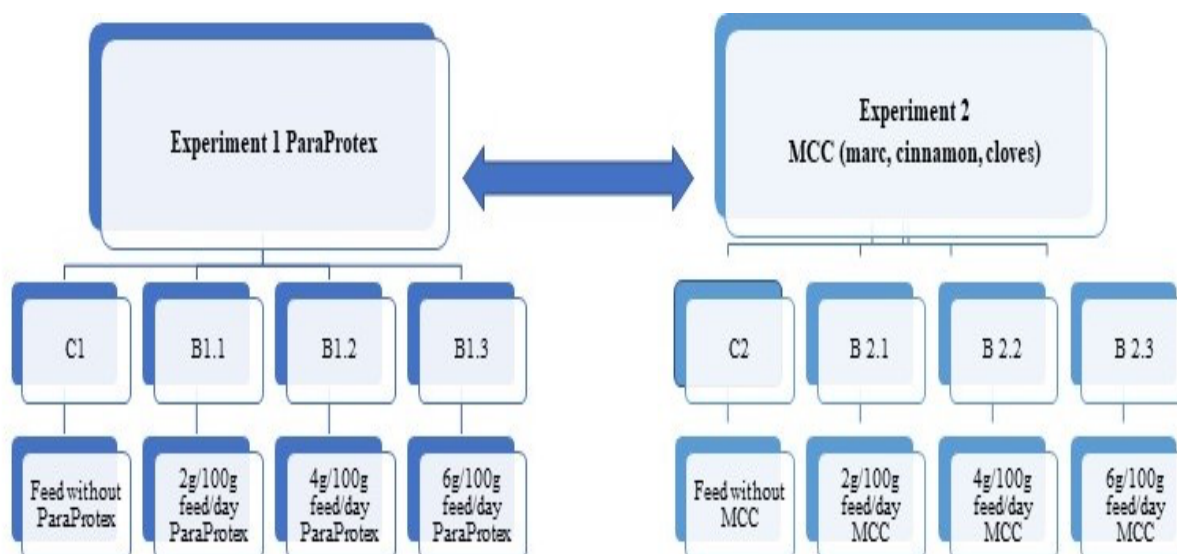 Experiment 1 ParaProtex
Experiment 2
MCC (marc, cinnamon, cloves)
C1
B1.1
B1.2
B1.3
C2
B 2.1
B 2.2
B 2.3
Feed without
ParaProtex
2g/100g
feed/day
ParaProtex
4g/100g
feed/day
ParaProtex
6g/100g
feed/day
ParaProtex
Feed without
MCC
2g/100g
feed/day
MCC
4g/100g
feed/day
MCC
6g/100g
feed/day
MCC